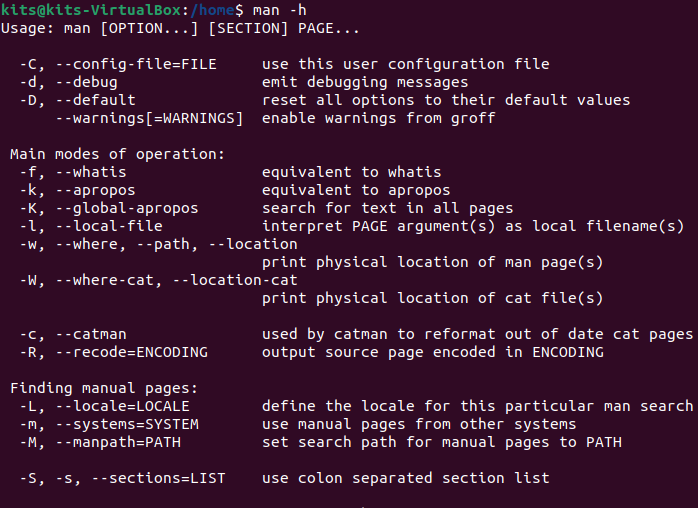 kits@kits-VirtualBox:/home$ man -h
Usage: man [OPTION...] [SECTION] PAGE...
-C, --config-file=FILE     use this user configuration file
-d, --debug                emit debugging messages
-D, --default              reset all options to their default values
    --warnings[=WARNINGS]  enable warnings from groff
Main modes of operation:
-f, --whatis               equivalent to whatis
-k, --apropos              equivalent to apropos
-K, --global-apropos       search for text in all pages
-l, --local-file           interpret PAGE argument(s) as local filename(s)
-w, --where, --path, --location
                           print physical location of man page(s)
-W, --where-cat, --location-cat
                           print physical location of cat file(s)
-c, --catman               used by catman to reformat out of date cat pages
-R, --recode=ENCODING      output source page encoded in ENCODING
Finding manual pages:
-L, --locale=LOCALE        define the locale for this particular man search
-m, --systems=SYSTEM       use manual pages from other systems
-M, --manpath=PATH         set search path for manual pages to PATH
-S, -s, --sections=LIST    use colon separated section list